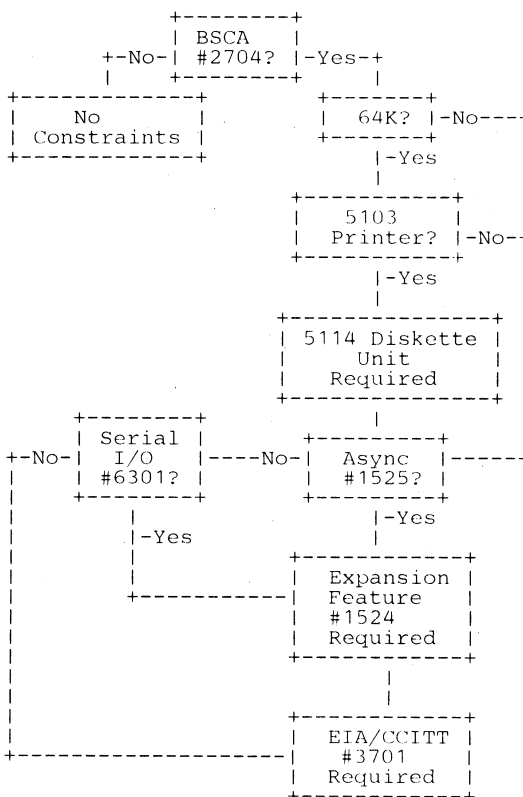 BSCA
#2704?
No
Yes
No
Constraints
64K?
No
Yes
5103
Printer?
No
Yes
5114 Diskette
Unit
Required
Serial
I/O
#6301?
No
No
Async
#1525?
Yes
Yes
Expansion
Feature
#1524
Required
EIA/CCITT
#3701
Required